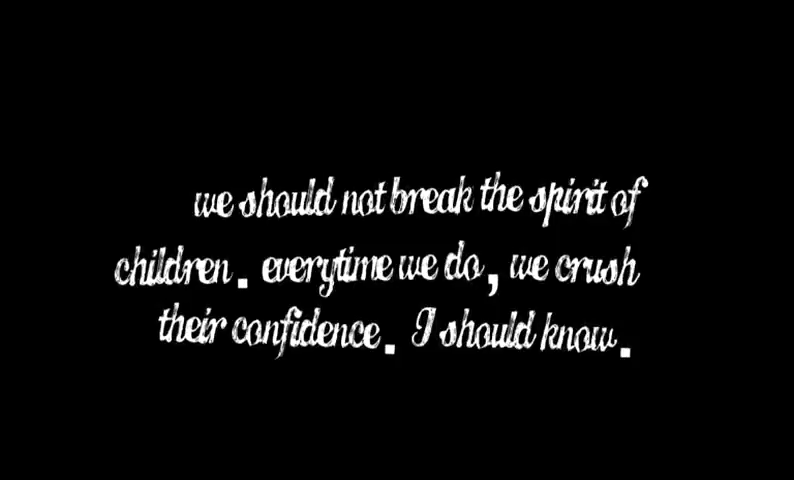 we should not break the spirit of
children. everytime we do, we crush
their confidence. I should know.